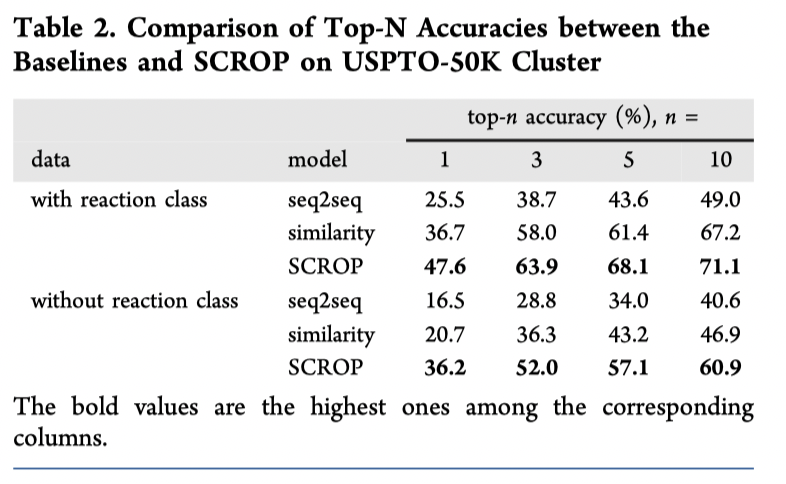 Table 2. Comparison of Top-N Accuracies between the
Baselines and SCROP on USPTO-50K Cluster
top-n accuracy (%), n =
data model 1 3 5 10
with reaction class seq2seq 25.5 38.7 43.6 49.0
similarity 36.7 58.0 61.4 67.2
SCROP 47.6 63.9 68.1 71.1
without reaction class seq2seq 16.5 28.8 34.0 40.6
similarity 20.7 36.3 43.2 46.9
SCROP 36.2 52.0 57.1 60.9
The bold values are the highest ones among the corresponding
columns.